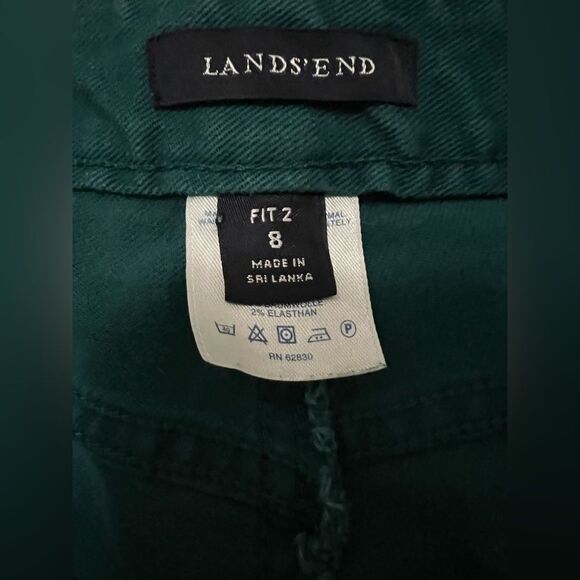 LANDS'END
FIT 2
8
MADE IN
SRI LANKA
2% ELASTHAN
P
RN 62830